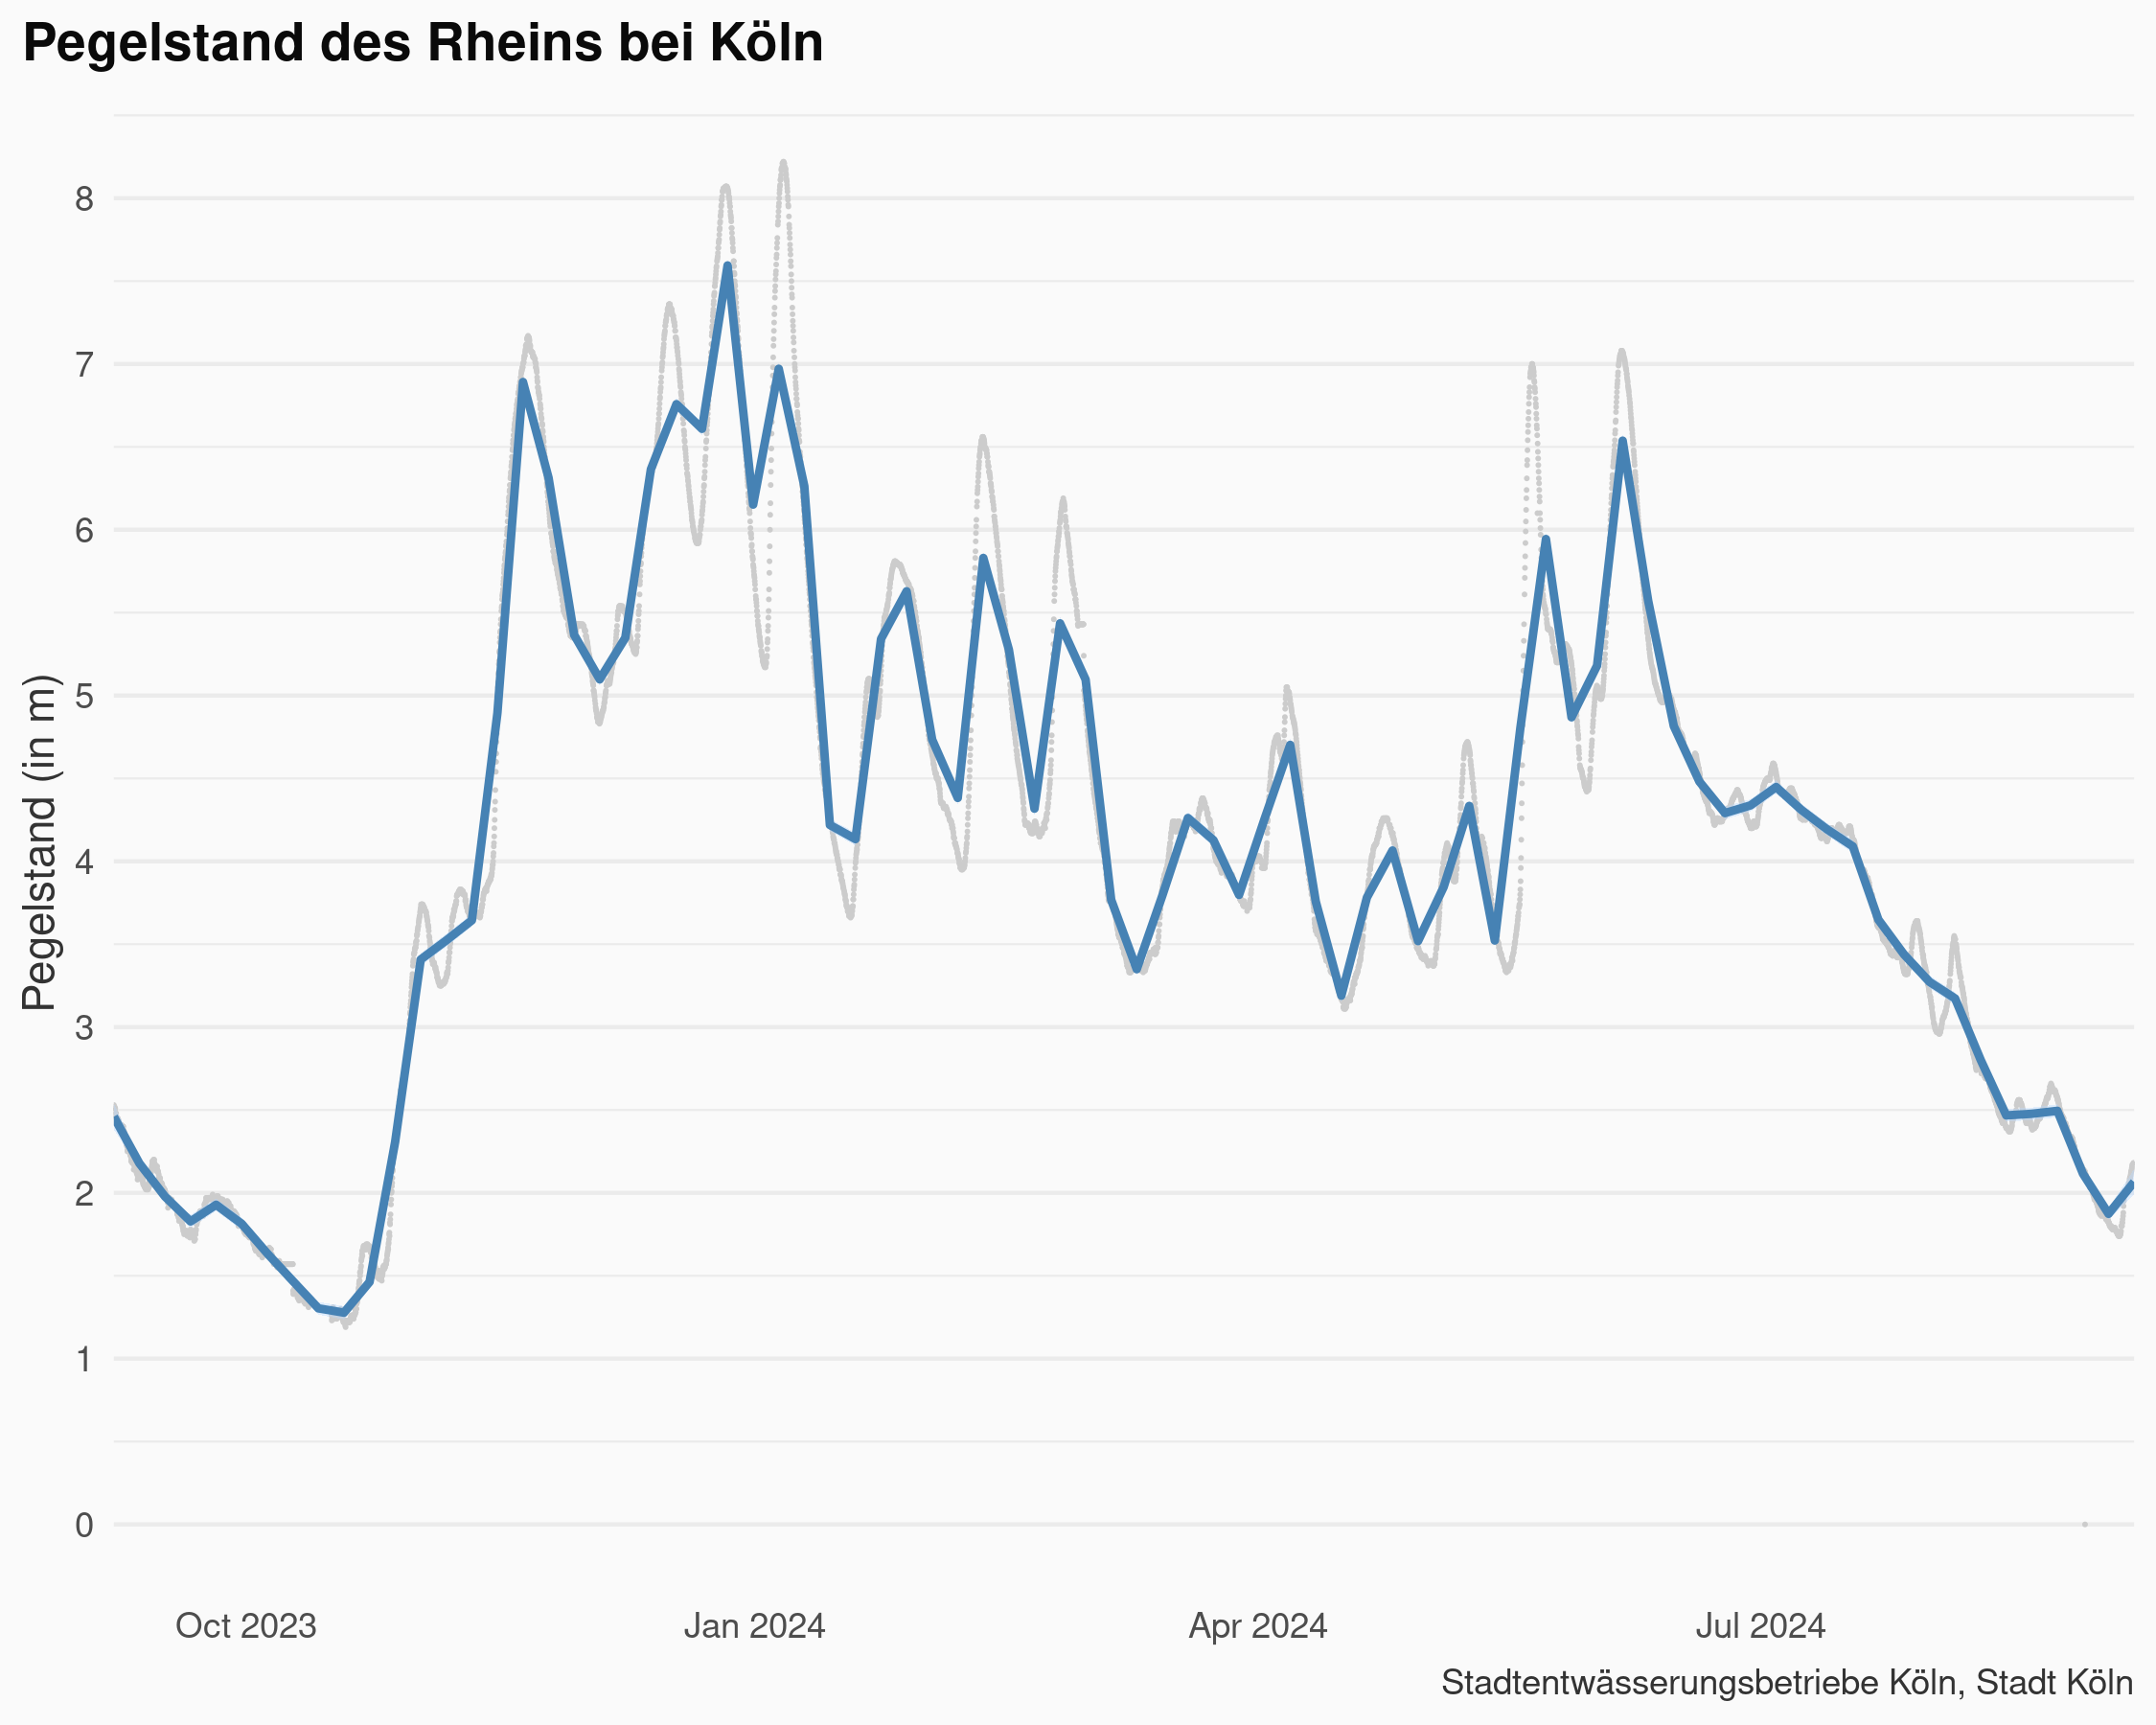 Pegelstand des Rheins bei Köln
Pegelstand (in m)
8
7
6
5
4
3
2
1
0
Oct 2023
Jan 2024
Apr 2024
Jul 2024
Stadtentwässerungsbetriebe Köln, Stadt Köln